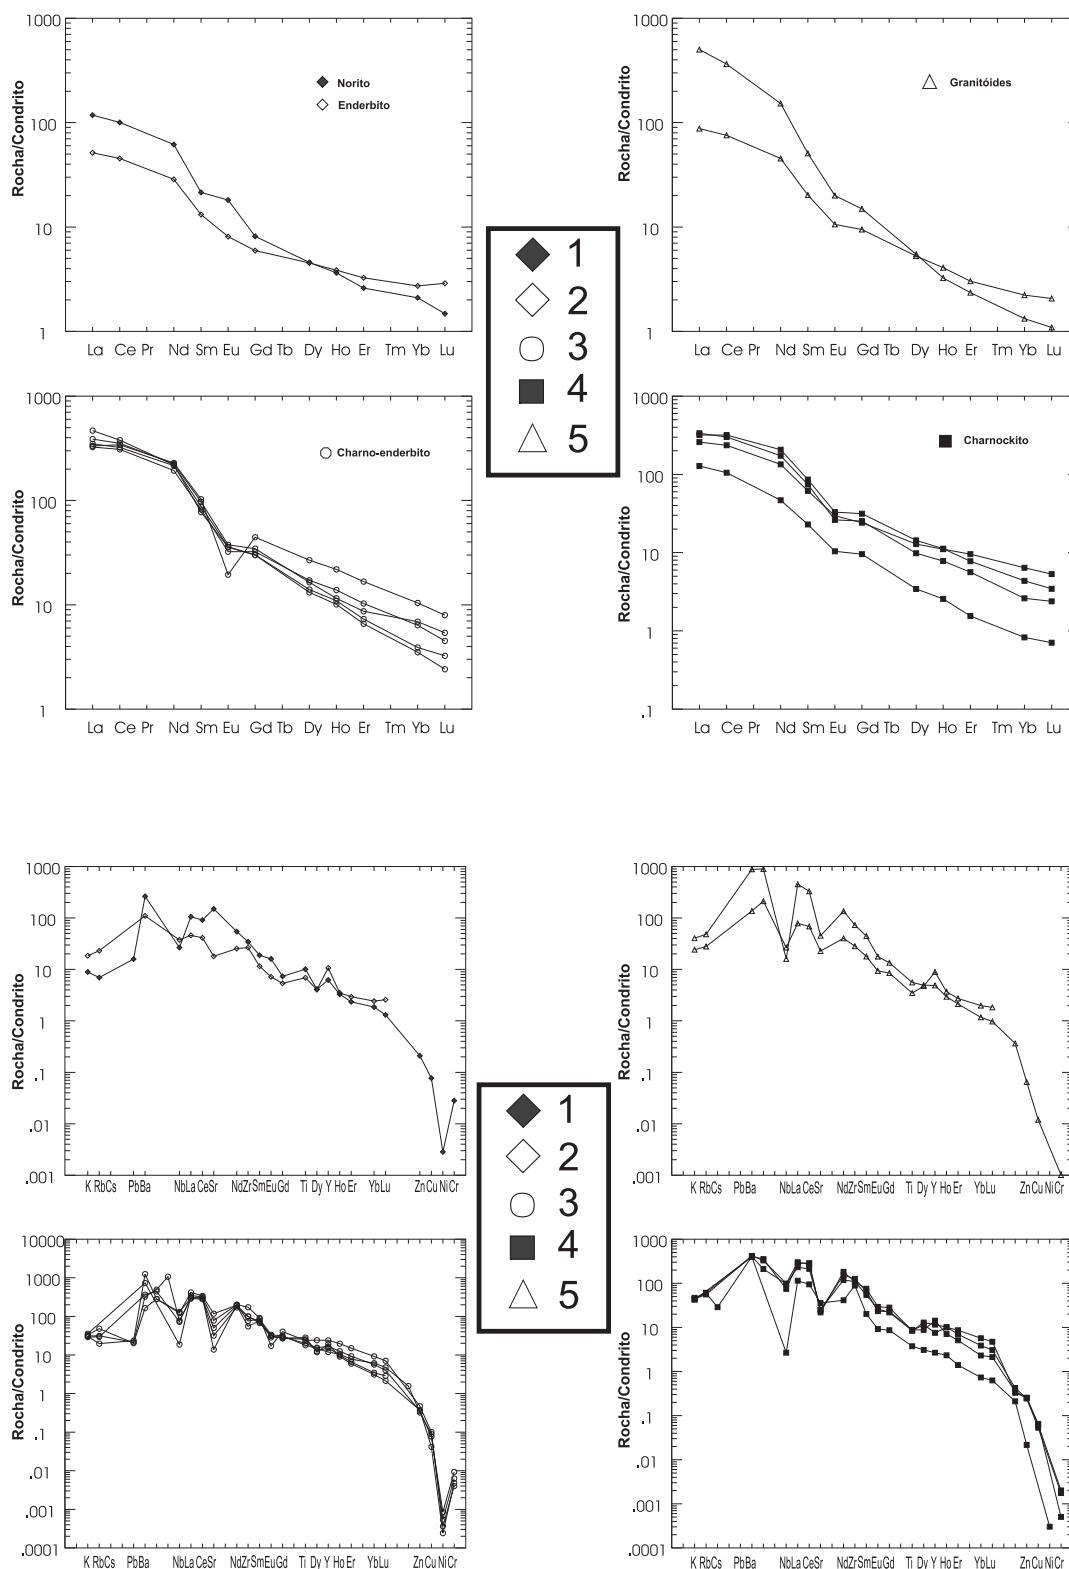 1000
100
10
1
Rocha/Condrito
Norito
Enderbito
La Ce Pr Nd Sm Eu Gd Tb Dy Ho Er Tm Yb Lu
1000
100
10
1
Rocha/Condrito
Granitóides
La Ce Pr Nd Sm Eu Gd Tb Dy Ho Er Tm Yb Lu
1
2
3
4
5
1000
100
10
1
Rocha/Condrito
Charno-enderbito
La Ce Pr Nd Sm Eu Gd Tb Dy Ho Er Tm Yb Lu
1000
100
10
1
.1
Rocha/Condrito
Charnockito
La Ce Pr Nd Sm Eu Gd Tb Dy Ho Er Tm Yb Lu
1000
100
10
1
.1
.01
.001
Rocha/Condrito
K RbCs PbBa NbLa CeSr NdZrSmEuGd Ti Dy Y HoEr YbLu ZnCu NiCr
1000
100
10
1
.1
.01
.001
Rocha/Condrito
K RbCs PbBa NbLa CeSr NdZrSmEuGd Ti Dy Y HoEr YbLu ZnCu NiCr
1
2
3
4
5
10000
1000
100
10
1
.1
.01
.001
.0001
Rocha/Condrito
K RbCs PbBa NbLa CeSr NdZrSmEuGd Ti Dy Y HoEr YbLu ZnCu NiCr
1000
100
10
1
.1
.01
.001
.0001
Rocha/Condrito
K RbCs PbBa NbLa CeSr NdZrSmEuGd Ti Dy Y HoEr YbLu ZnCu NiCr